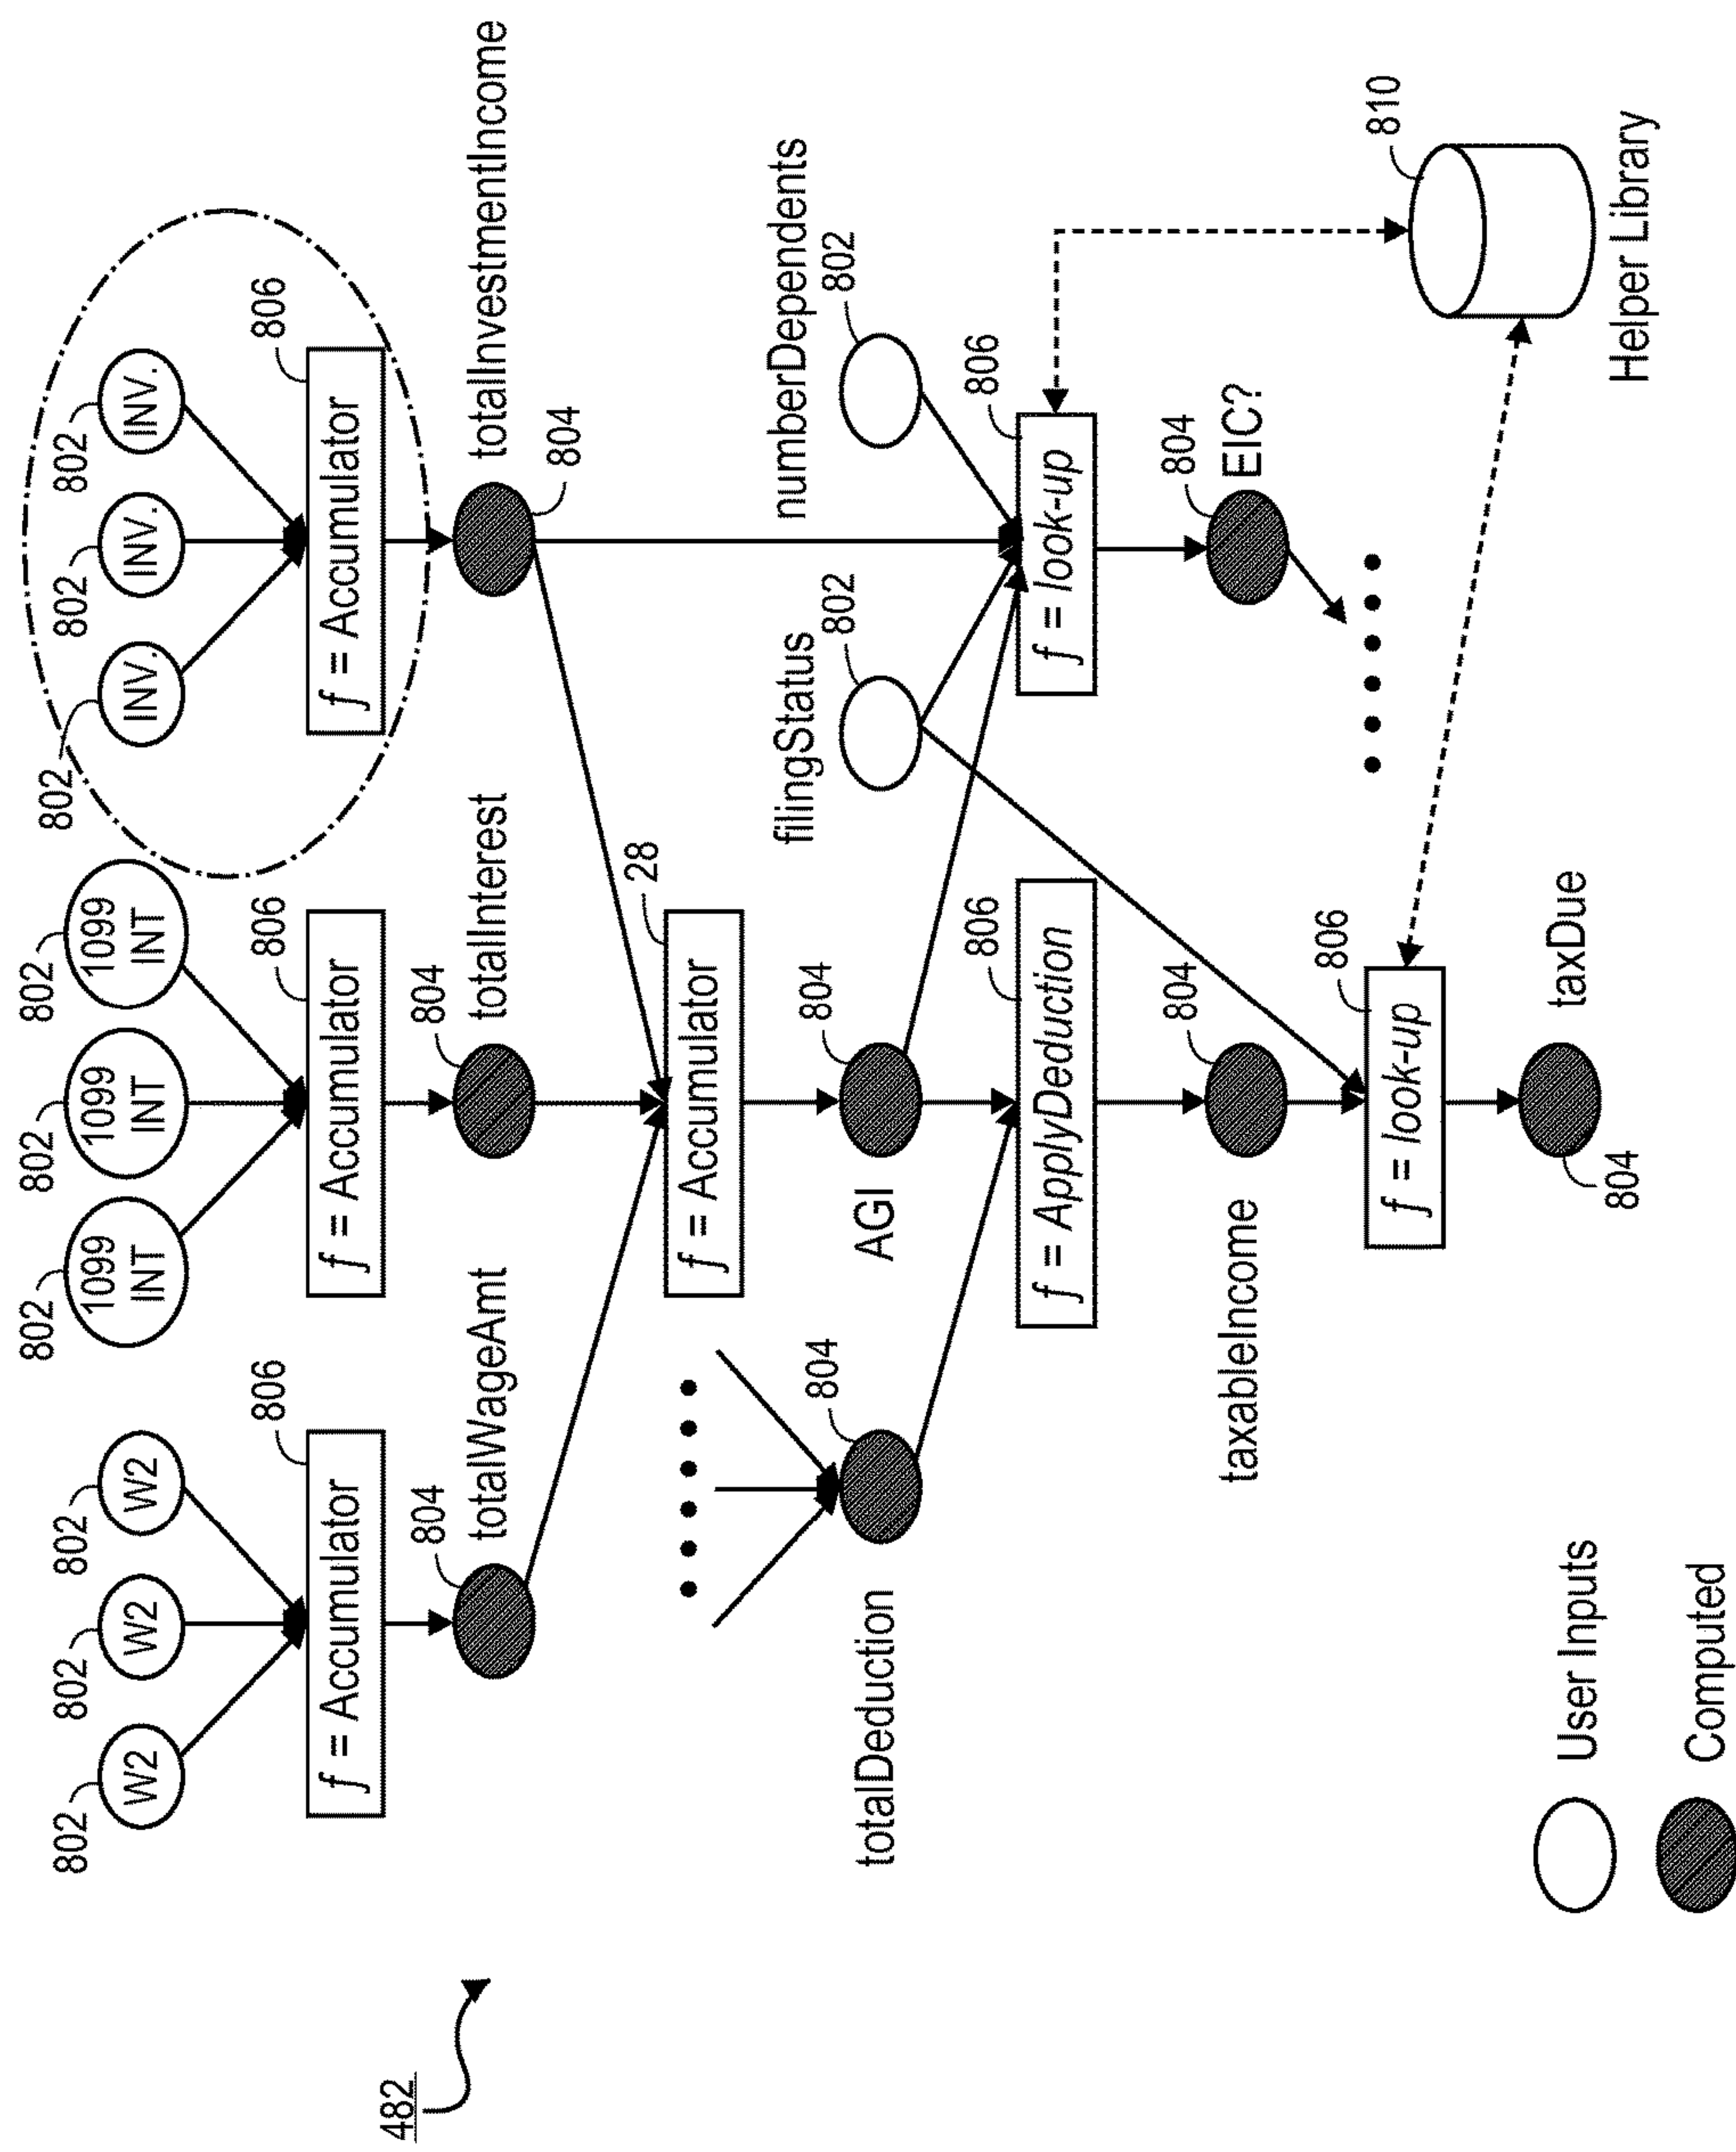 482
802
802
802
802
802
802
802
802
802
W2
W2
W2
1099
INT
1099
INT
1099
INT
INV.
INV.
INV.
806
806
806
f = Accumulator
f = Accumulator
f = Accumulator
804
804
804
totalWageAmt
totalInterest
totalInvestmentIncome
28
f = Accumulator
totalDeduction
804
AGI
804
filingStatus
802
numberDependents
802
806
806
f = ApplyDeduction
f = look-up
taxableIncome
804
804
EIC?
806
f = look-up
810
804
taxDue
Helper Library
User Inputs
Computed